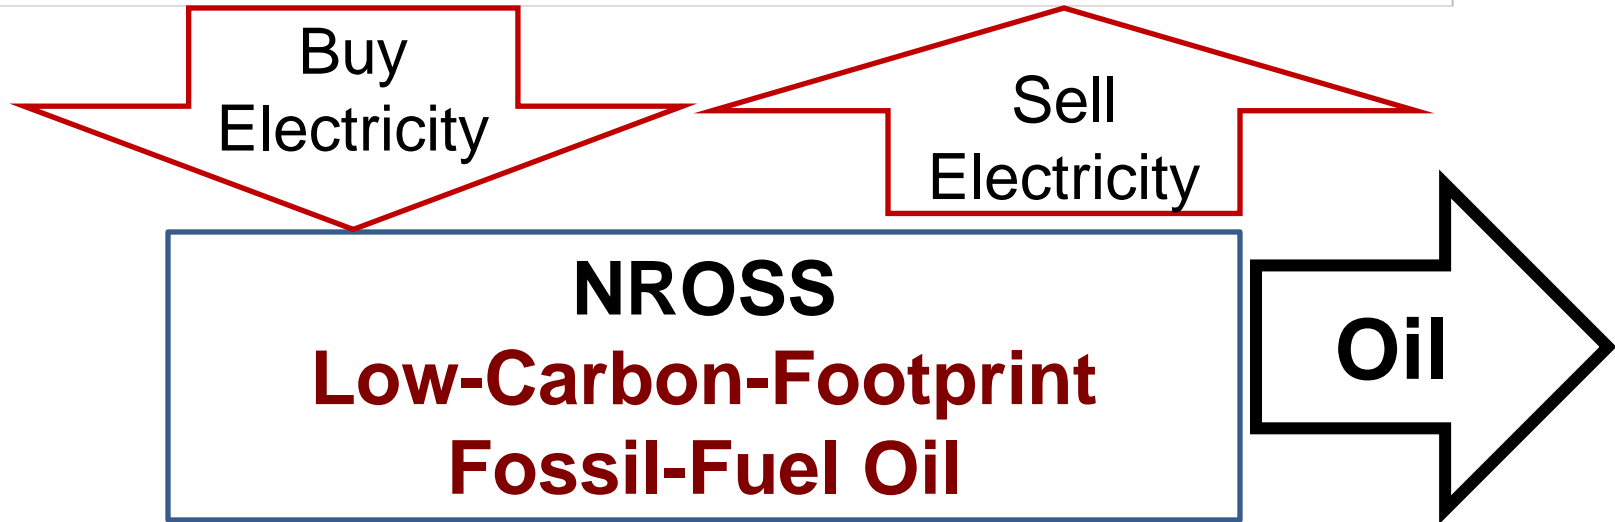 Buy
Electricity
Sell
Electricity
NROSS
Low-Carbon-Footprint
Fossil-Fuel Oil
Oil